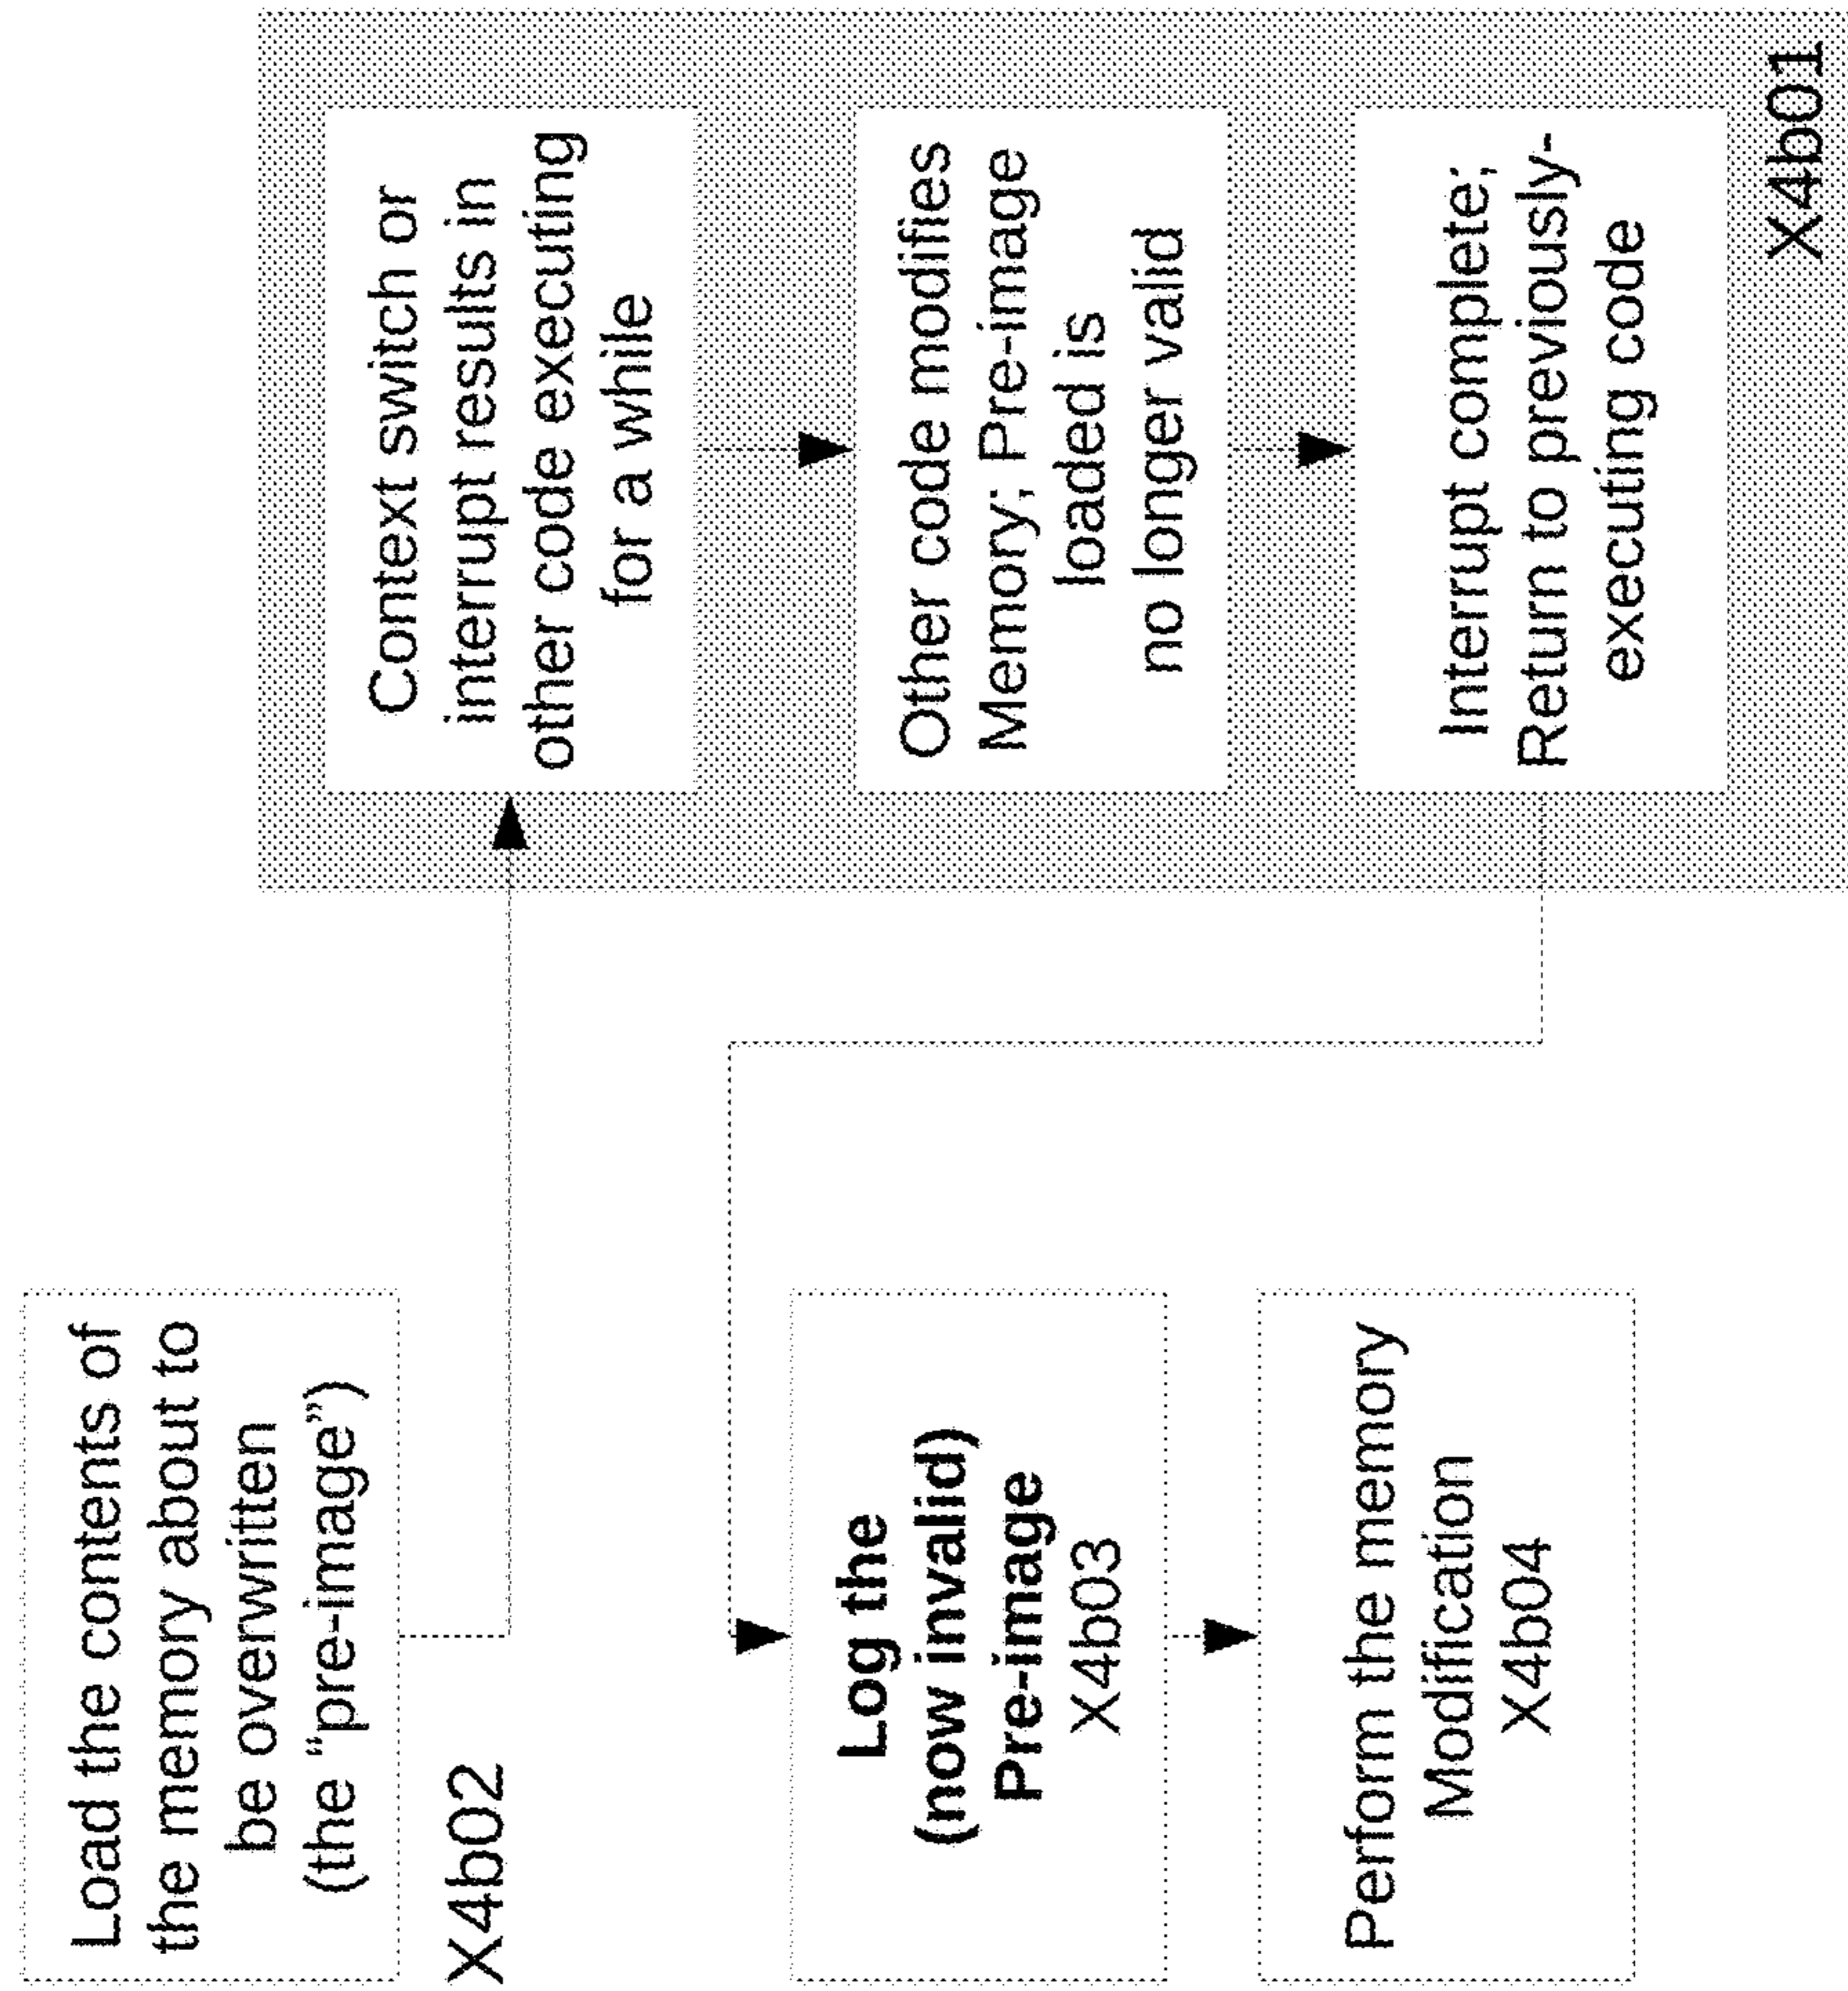 Load the contents of
the memory about to
be overwritten
(the “pre-image”)
X4b02
Context switch or
interrupt results in
other code executing
for a while
Other code modifies
Memory; Pre-image
loaded is
no longer valid
Interrupt complete;
Return to previously-
executing code
X4b01
Log the
(now invalid)
Pre-image
X4b03
Perform the memory
Modification
X4b04